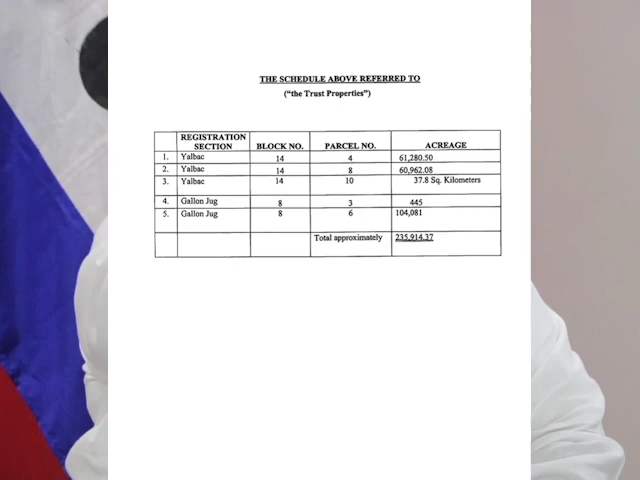 THE SCHEDULE ABOVE REFERRED TO
("the Trust Properties")
REGISTRATION SECTION BLOCK NO. PARCEL NO. ACREAGE
1. Yalbac 14 4 61,280.50
2. Yalbac 14 8 60,962.08
3. Yalbac 14 10 37.8 Sq. Kilometers
4. Gallon Jug 8 3 445
5. Gallon Jug 8 6 104,081
Total approximately 235,914.37